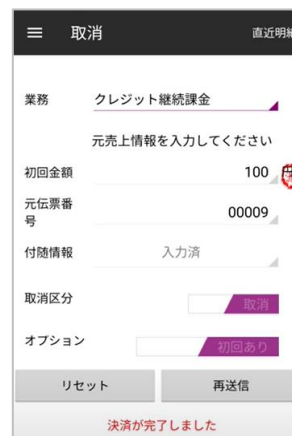 取消
直近明細
業務
クレジット継続課金
元売上情報を入力してください
初回金額
100 円
元伝票番号
00009
付随情報
入力済
取消区分
取消
オプション
初回あり
リセット
再送信
決済が完了しました